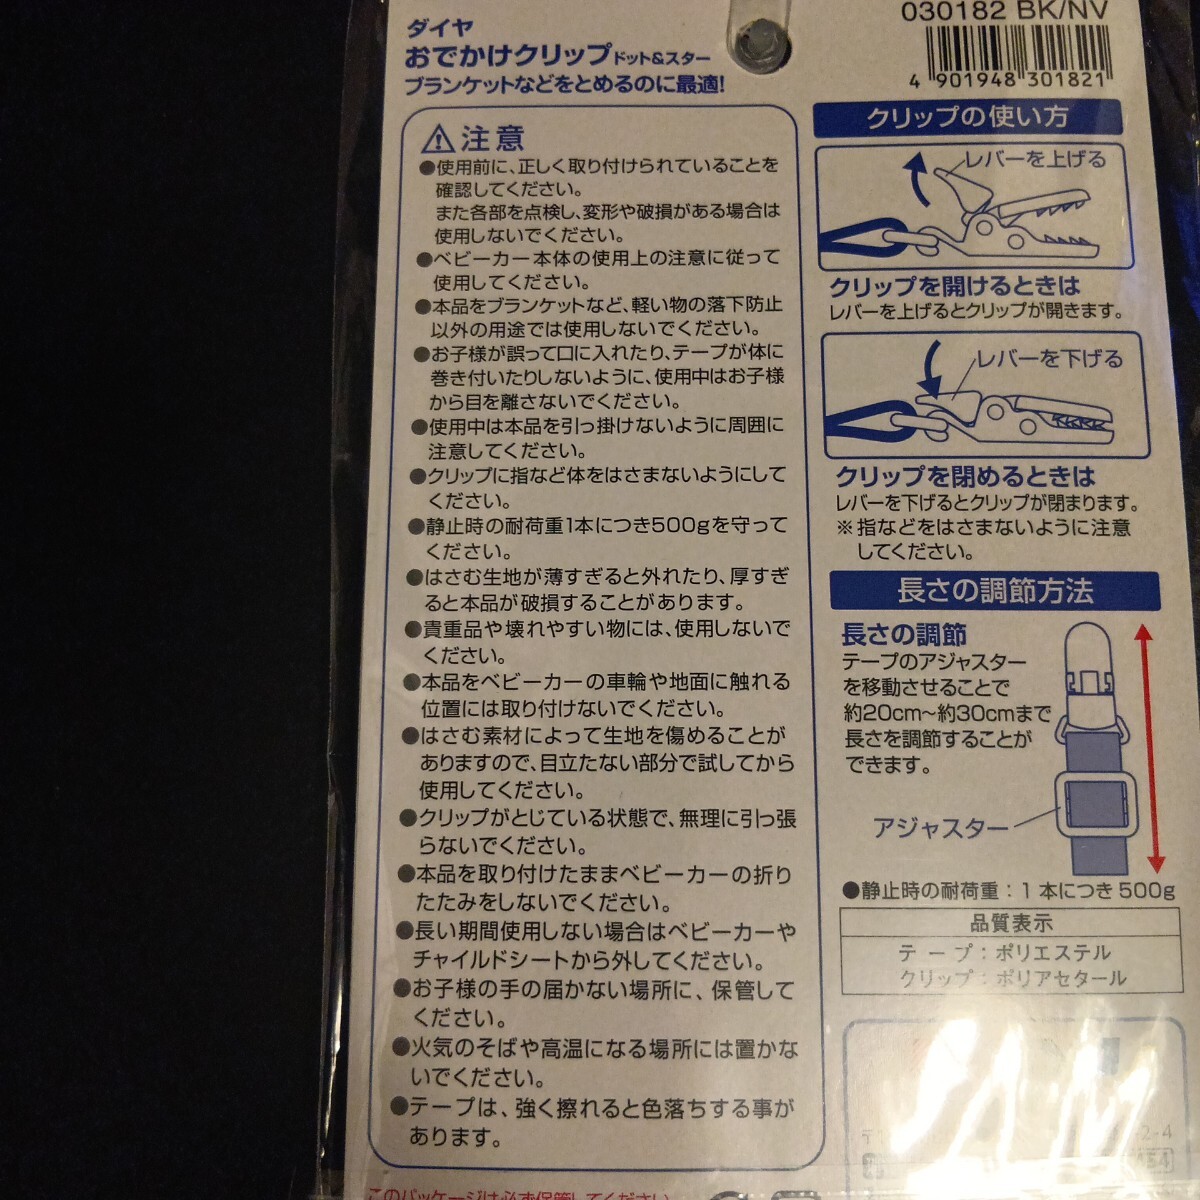 ダイヤ
おでかけクリップ ドット&スター
ブランケットなどをとめるのに最適!
030182 BK/NV
4 901948 301821
注意
●使用前に、正しく取り付けられていることを
確認してください。
また各部を点検し、変形や破損がある場合は
使用しないでください。
●ベビーカー本体の使用上の注意に従って
使用してください。
●本品をブランケットなど、軽い物の落下防止
以外の用途では使用しないでください。
●お子様が誤って口に入れたり、テープが体に
巻き付いたりしないように、使用中はお子様
から目を離さないでください。
●使用中は本品を引っ掛けないように周囲に
注意してください。
●クリップに指など体をはさまないようにして
ください。
●静止時の耐荷重1本につき500gを守って
ください。
●はさむ生地が薄すぎると外れたり、厚すぎ
ると本品が破損することがあります。
●貴重品や壊れやすい物には、使用しないで
ください。
●本品をベビーカーの車輪や地面に触れる
位置には取り付けないでください。
●はさむ素材によって生地を傷めることが
ありますので、目立たない部分で試してから
使用してください。
●クリップがとじている状態で、無理に引っ張
らないでください。
●本品を取り付けたままベビーカーの折り
たたみをしないでください。
●長い期間使用しない場合はベビーカーや
チャイルドシートから外してください。
●お子様の手の届かない場所に、保管して
ください。
●火気のそばや高温になる場所には置かな
いでください。
●テープは、強く擦れると色落ちする事が
あります。
クリップの使い方
レバーを上げる
クリップを開けるときは
レバーを上げるとクリップが開きます。
レバーを下げる
クリップを閉めるときは
レバーを下げるとクリップが閉まります。
※指などをはさまないように注意
してください。
長さの調節方法
長さの調節
テープのアジャスター
を移動させることで
約20cm~約30cmまで
長さを調節することが
できます。
アジャスター
●静止時の耐荷重:1本につき500g
品質表示
テープ:ポリエステル
クリップ:ポリアセタール
2-4
このパッケージは必ず保管してください